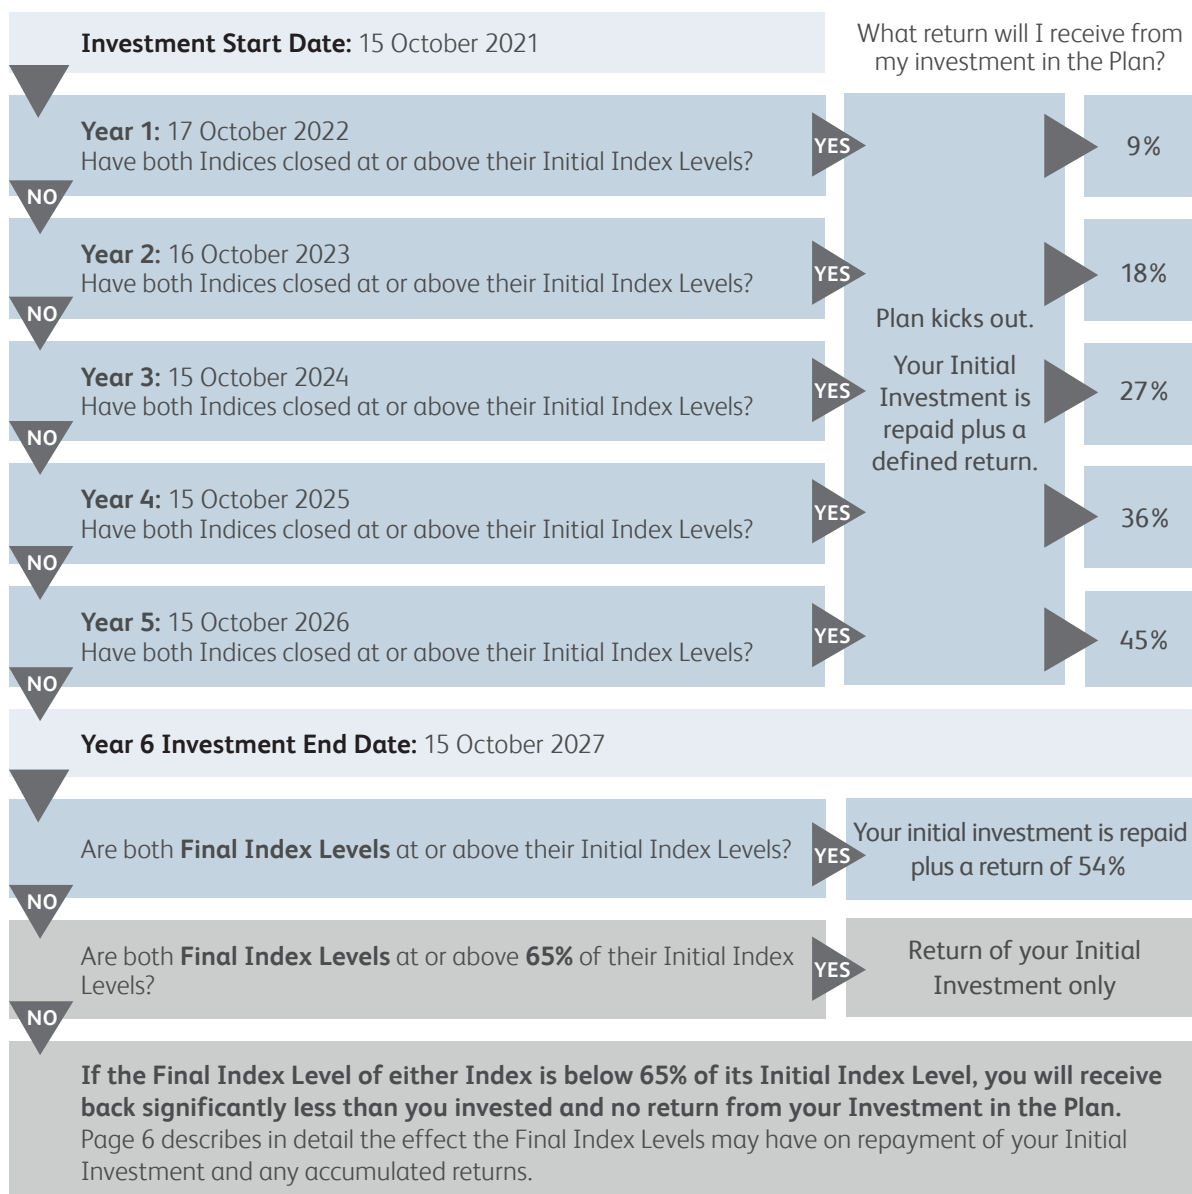 Investment Start Date: 15 October 2021
What return will I receive from
my investment in the Plan?
Year 1: 17 October 2022
Have both Indices closed at or above their Initial Index Levels?
YES
9%
NO
Year 2: 16 October 2023
Have both Indices closed at or above their Initial Index Levels?
YES
18%
NO
Plan kicks out.
Your Initial
Investment is
repaid plus a
defined return.
Year 3: 15 October 2024
Have both Indices closed at or above their Initial Index Levels?
YES
27%
NO
Year 4: 15 October 2025
Have both Indices closed at or above their Initial Index Levels?
YES
36%
NO
Year 5: 15 October 2026
Have both Indices closed at or above their Initial Index Levels?
YES
45%
NO
Year 6 Investment End Date: 15 October 2027
Are both Final Index Levels at or above their Initial Index Levels?
YES
Your initial investment is repaid
plus a return of 54%
NO
Are both Final Index Levels at or above 65% of their Initial Index
Levels?
YES
Return of your Initial
Investment only
NO
If the Final Index Level of either Index is below 65% of its Initial Index Level, you will receive
back significantly less than you invested and no return from your Investment in the Plan.
Page 6 describes in detail the effect the Final Index Levels may have on repayment of your Initial
Investment and any accumulated returns.